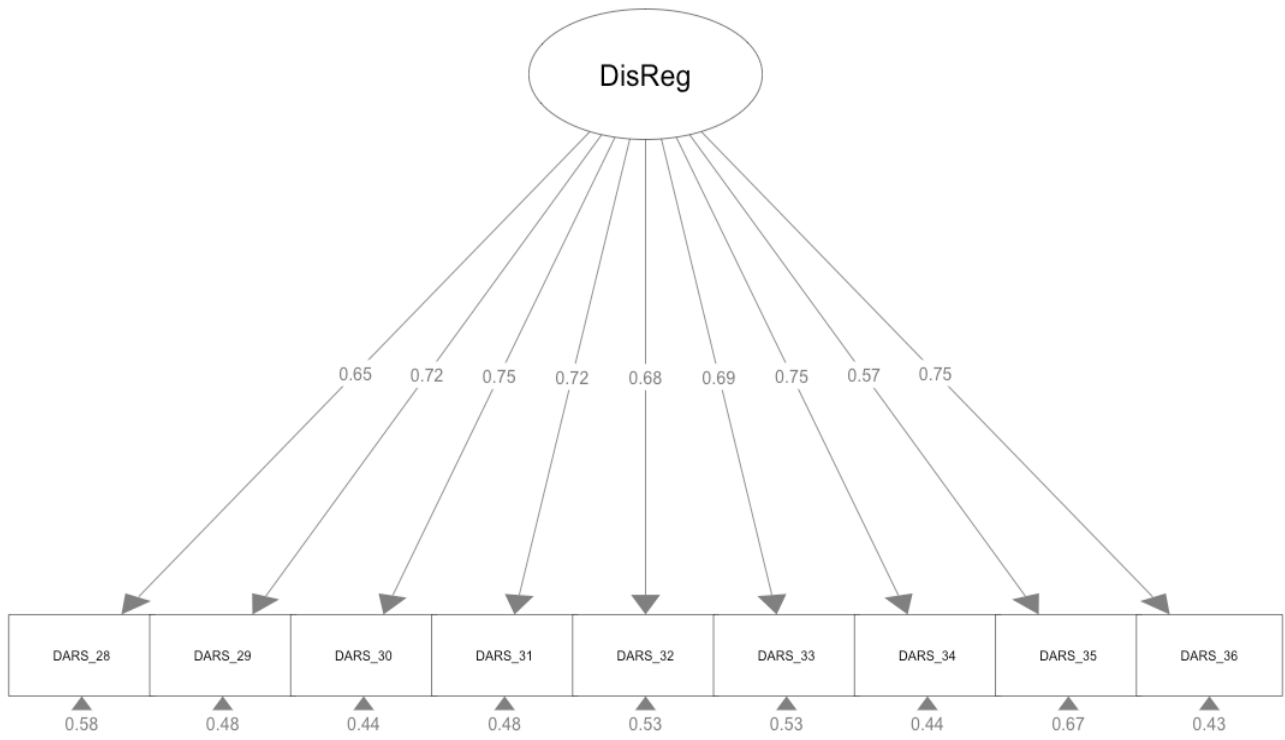 DisReg
0.65 0.72 0.75 0.72 0.68 0.69 0.75 0.57 0.75
DARS_28 DARS_29 DARS_30 DARS_31 DARS_32 DARS_33 DARS_34 DARS_35 DARS_36
0.58 0.48 0.44 0.48 0.53 0.53 0.44 0.67 0.43